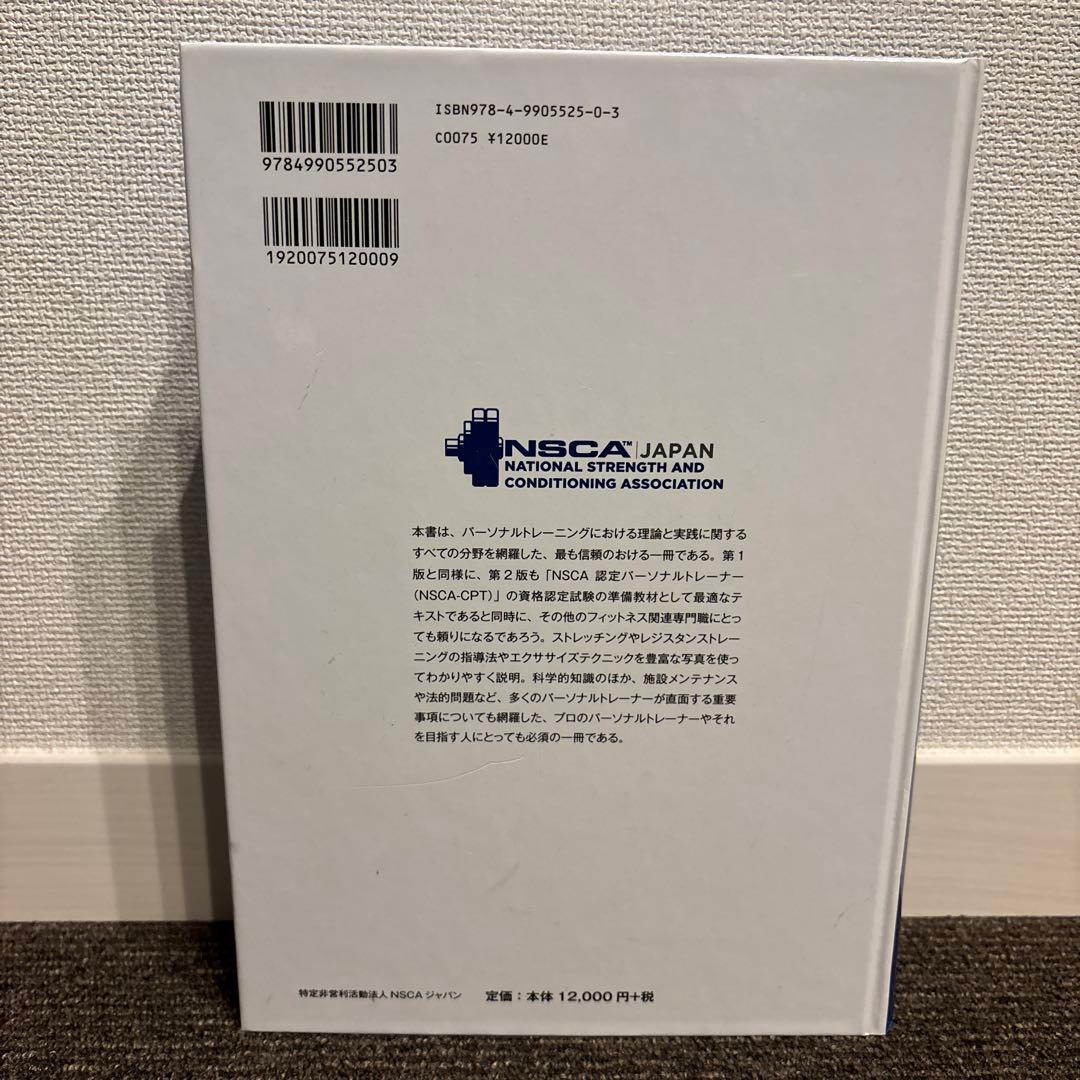 ISBN978-4-9905525-0-3
C0075 ¥12000E
9784990552503
1920075120009
NSCA™ JAPAN
NATIONAL STRENGTH AND
CONDITIONING ASSOCIATION
本書は、パーソナルトレーニングにおける理論と実践に関する
すべての分野を網羅した、最も信頼のおける一冊である。第1
版と同様に、第2版も「NSCA 認定パーソナルトレーナー
(NSCA-CPT)」の資格認定試験の準備教材として最適なテ
キストであると同時に、その他のフィットネス関連専門職にとっ
ても頼りになるであろう。ストレッチングやレジスタンストレー
ニングの指導法やエクササイズテクニックを豊富な写真を使っ
てわかりやすく説明。科学的知識のほか、施設メンテナンス
や法的問題など、多くのパーソナルトレーナーが直面する重要
事項についても網羅した、プロのパーソナルトレーナーやそれ
を目指す人にとっても必須の一冊である。
特定非営利活動法人 NSCA ジャパン 定価:本体 12,000円+税